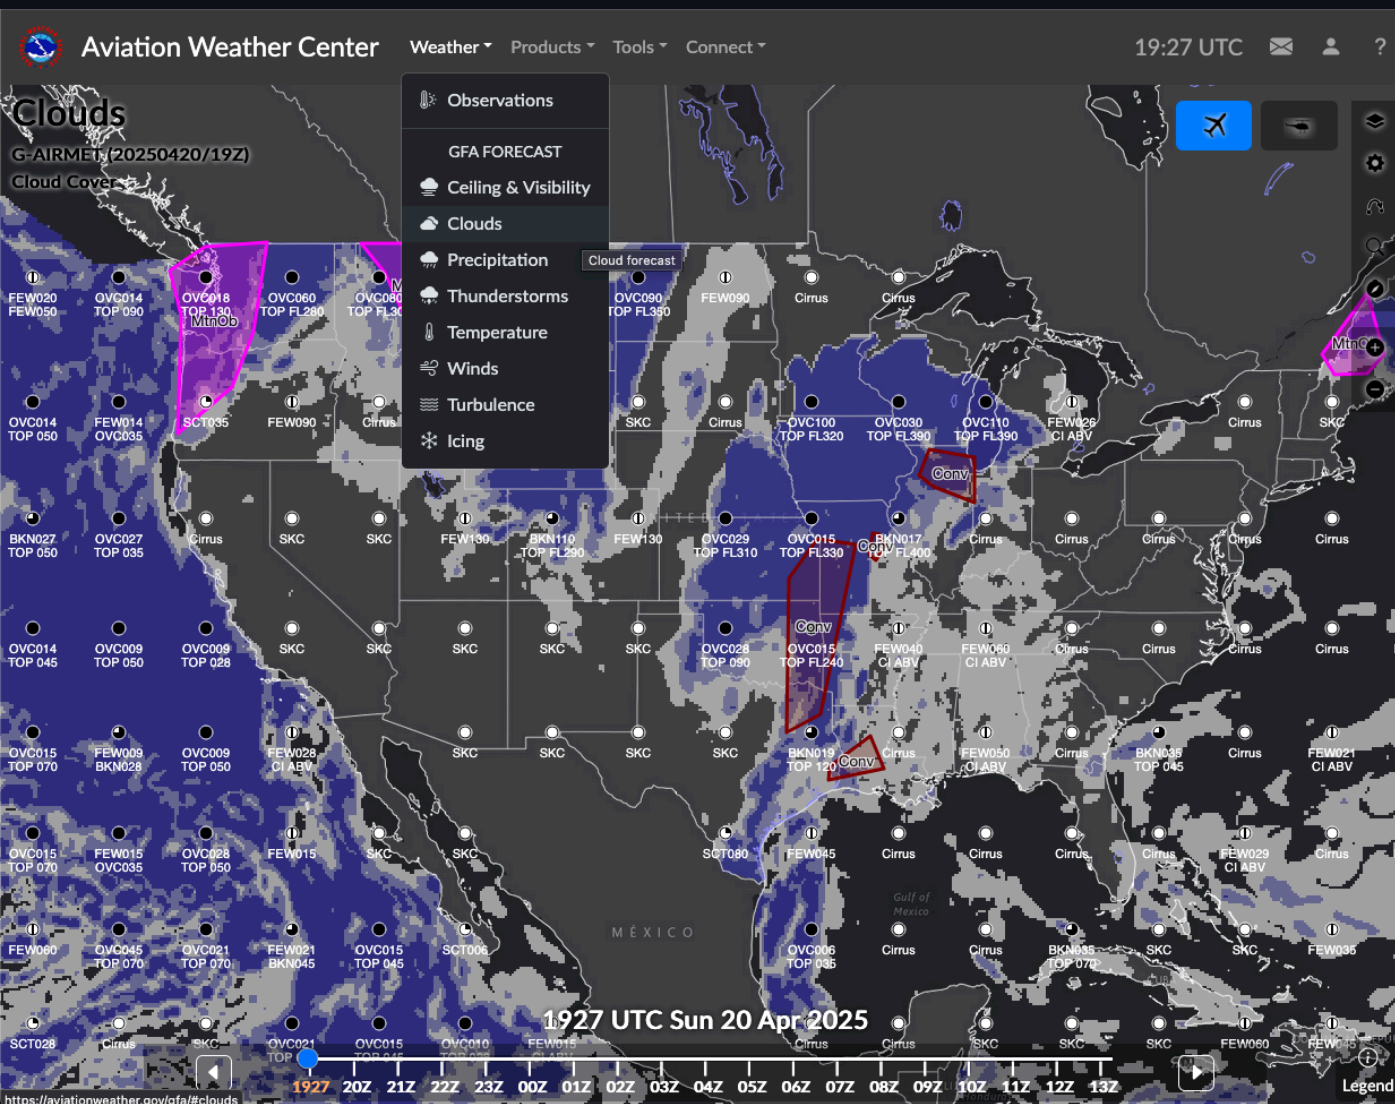 Aviation Weather Center
Weather
Products
Tools
Connect
19:27 UTC
?
Clouds
G-AIRMET (20250420/19Z)
Cloud Cover
Observations
GFA FORECAST
Ceiling & Visibility
Clouds
Precipitation
Cloud forecast
Thunderstorms
Temperature
Winds
Turbulence
Icing
FEW020
FEW050
OVC014
TOP 090
OVC018
TOP 130
MtnOb
OVC060
TOP FL280
OVC080
OVC090
TOP FL350
FEW090
Cirrus
Cirrus
OVC014
TOP 050
FEW014
OVC035
SCT035
FEW090
Cirrus
SKC
Cirrus
OVC100
TOP FL320
OVC030
TOP FL390
OVC110
TOP FL390
FEW026
CI ABV
Cirrus
SKC
Conv
BKN027
TOP 050
OVC027
TOP 035
Cirrus
SKC
SKC
FEW130
BKN110
TOP FL290
FEW130
OVC029
TOP FL310
OVC015
TOP FL330
Conv
BKN017
TOP FL400
Cirrus
Cirrus
Cirrus
Cirrus
Cirrus
OVC014
TOP 045
OVC009
TOP 050
OVC009
TOP 028
SKC
SKC
SKC
SKC
SKC
OVC028
TOP 090
Conv
OVC015
TOP FL240
FEW040
CI ABV
FEW060
CI ABV
Cirrus
Cirrus
Cirrus
Cirrus
OVC015
TOP 070
FEW009
BKN028
OVC009
TOP 050
FEW028
CI ABV
SKC
SKC
SKC
SKC
BKN019
TOP 120
Conv
Cirrus
FEW050
CI ABV
Cirrus
BKN035
TOP 045
Cirrus
FEW021
CI ABV
OVC015
TOP 070
FEW015
OVC035
OVC028
TOP 050
FEW015
SKC
SKC
SCT080
FEW045
Cirrus
Cirrus
Cirrus
Cirrus
FEW029
CI ABV
Cirrus
Gulf of
Mexico
MÉXICO
FEW060
OVC045
TOP 070
OVC021
TOP 070
FEW021
BKN045
OVC015
TOP 045
SCT006
OVC006
TOP 035
Cirrus
Cirrus
BKN035
TOP 070
SKC
SKC
FEW035
1927 UTC Sun 20 Apr 2025
SCT028
Cirrus
SKC
OVC021
OVC015
TOP 045
OVC010
FEW015
CI ABV
Cirrus
Cirrus
SKC
SKC
SKC
FEW060
FEW045
1927 20Z 21Z 22Z 23Z 00Z 01Z 02Z 03Z 04Z 05Z 06Z 07Z 08Z 09Z 10Z 11Z 12Z 13Z
Legend
https://aviationweather.gov/gfa/#clouds